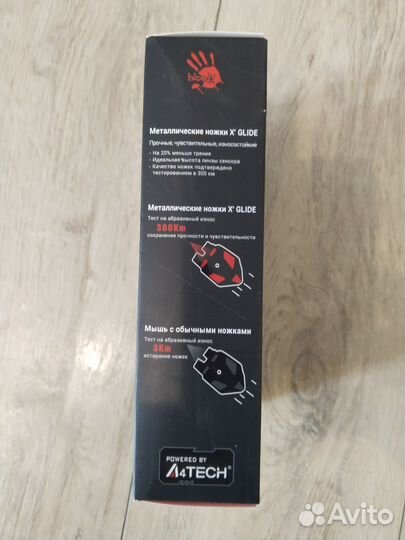 bloody
Металлические ножки X' GLIDE
Прочные, чувствительные, износостойкие
- На 20% меньше трения
- Идеальная высота линзы сенсора
- Качество ножек подтверждено
тестированием в 300 км
Металлические ножки X' GLIDE
Тест на абразивный износ
300Km
сохранение прочности и чувствительности
Мышь с обычными ножками
Тест на абразивный износ
3Km
истирание ножек
POWERED BY
A4TECH®
Avito